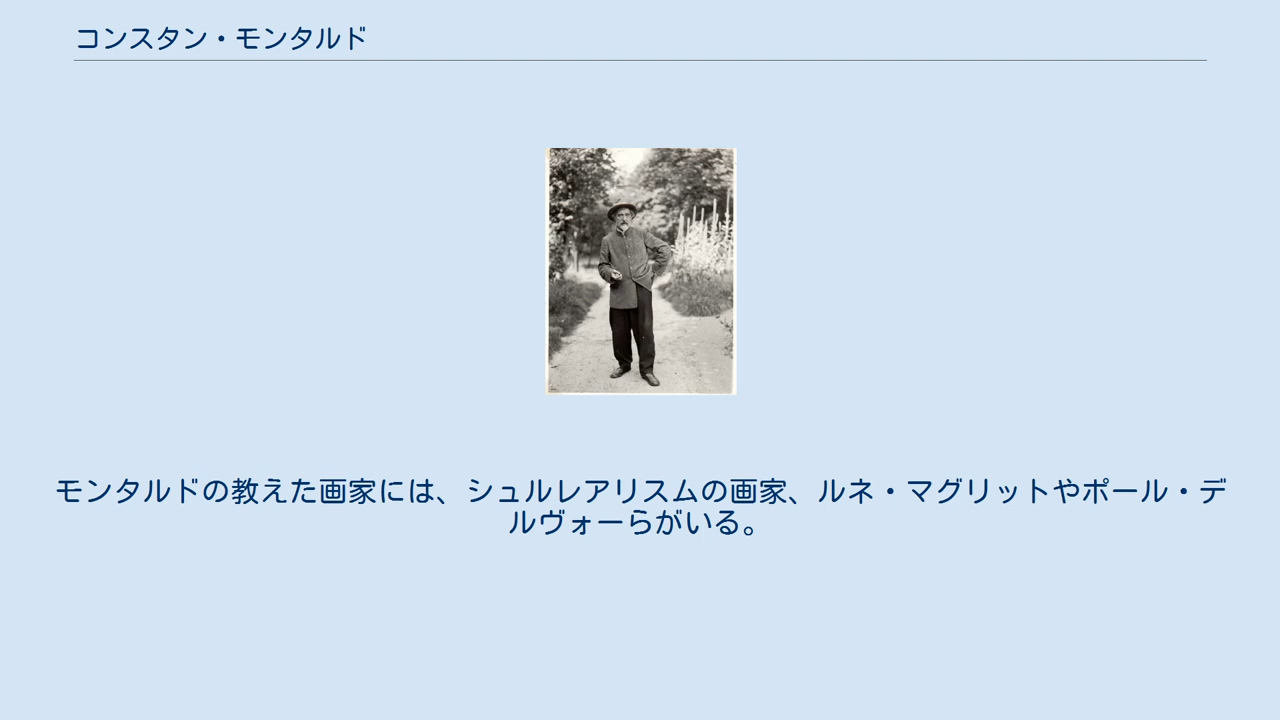 コンスタン・モンタルド
モンタルドの教えた画家には、シュルレアリスムの画家、ルネ・マグリットやポール・デ
ルヴォーらがいる。